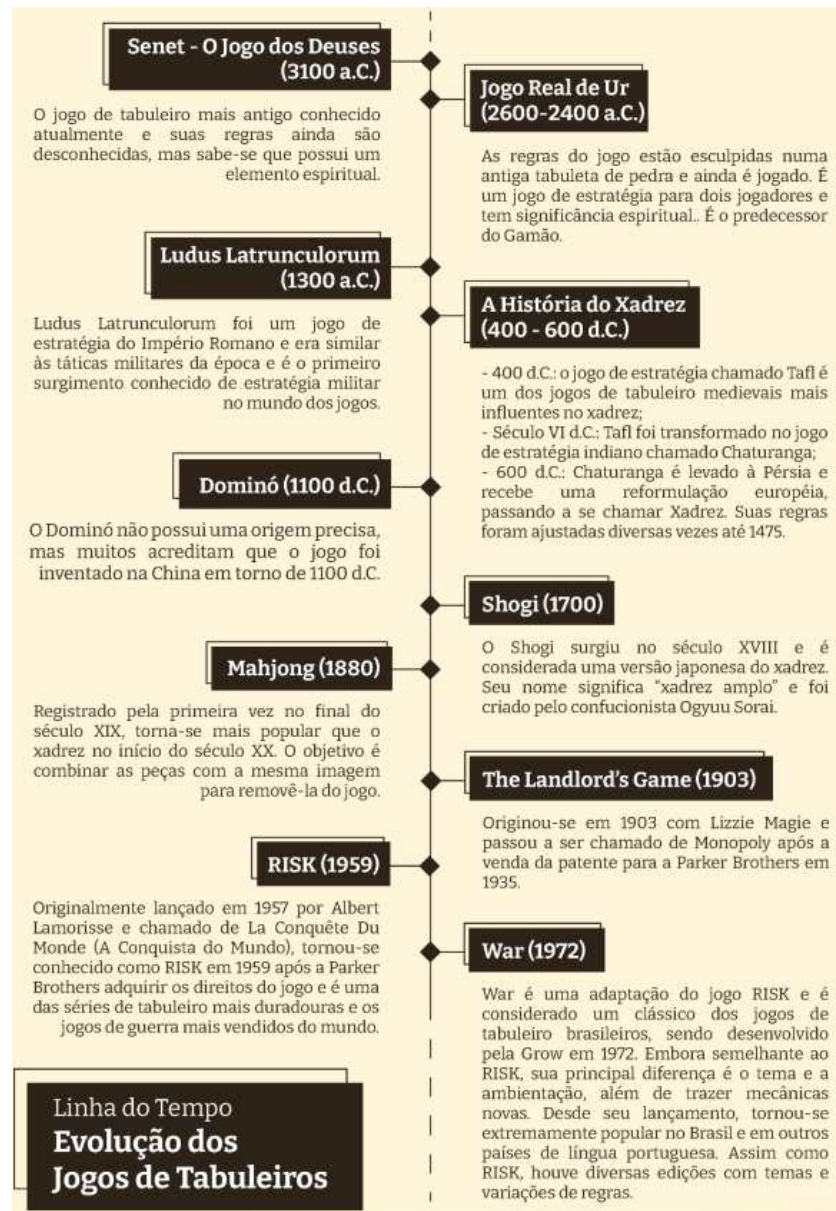 Senet - O Jogo dos Deuses
(3100 a.C.)
O jogo de tabuleiro mais antigo conhecido
atualmente e suas regras ainda são
desconhecidas, mas sabe-se que possui um
elemento espiritual.
Jogo Real de Ur
(2600-2400 a.C.)
As regras do jogo estão esculpidas numa
antiga tabuleta de pedra e ainda é jogado. É
um jogo de estratégia para dois jogadores e
tem significância espiritual.. É o predecessor
do Gamão.
Ludus Latrunculorum
(1300 a.C.)
Ludus Latrunculorum foi um jogo de
estratégia do Império Romano e era similar
às táticas militares da época e é o primeiro
surgimento conhecido de estratégia militar
no mundo dos jogos.
A História do Xadrez
(400 - 600 d.C.)
- 400 d.C.: o jogo de estratégia chamado Tafl é
um dos jogos de tabuleiro medievais mais
influentes no xadrez;
- Século VI d.C.: Tafl foi transformado no jogo
de estratégia indiano chamado Chaturanga;
- 600 d.C.: Chaturanga é levado à Pérsia e
recebe uma reformulação européia,
passando a se chamar Xadrez. Suas regras
foram ajustadas diversas vezes até 1475.
Dominó (1100 d.C.)
O Dominó não possui uma origem precisa,
mas muitos acreditam que o jogo foi
inventado na China em torno de 1100 d.C.
Shogi (1700)
O Shogi surgiu no século XVIII e é
considerada uma versão japonesa do xadrez.
Seu nome significa “xadrez amplo” e foi
criado pelo confucionista Ogyuu Sorai.
Mahjong (1880)
Registrado pela primeira vez no final do
século XIX, torna-se mais popular que o
xadrez no início do século XX. O objetivo é
combinar as peças com a mesma imagem
para removê-la do jogo.
The Landlord's Game (1903)
Originou-se em 1903 com Lizzie Magie e
passou a ser chamado de Monopoly após a
venda da patente para a Parker Brothers em
1935.
RISK (1959)
Originalmente lançado em 1957 por Albert
Lamorisse e chamado de La Conquête Du
Monde (A Conquista do Mundo), tornou-se
conhecido como RISK em 1959 após a Parker
Brothers adquirir os direitos do jogo e é uma
das séries de tabuleiro mais duradouras e os
jogos de guerra mais vendidos do mundo.
War (1972)
War é uma adaptação do jogo RISK e é
considerado um clássico dos jogos de
tabuleiro brasileiros, sendo desenvolvido
pela Grow em 1972. Embora semelhante ao
RISK, sua principal diferença é o tema e a
ambientação, além de trazer mecânicas
novas. Desde seu lançamento, tornou-se
extremamente popular no Brasil e em outros
países de língua portuguesa. Assim como
RISK, houve diversas edições com temas e
variações de regras.
Linha do Tempo
Evolução dos
Jogos de Tabuleiros